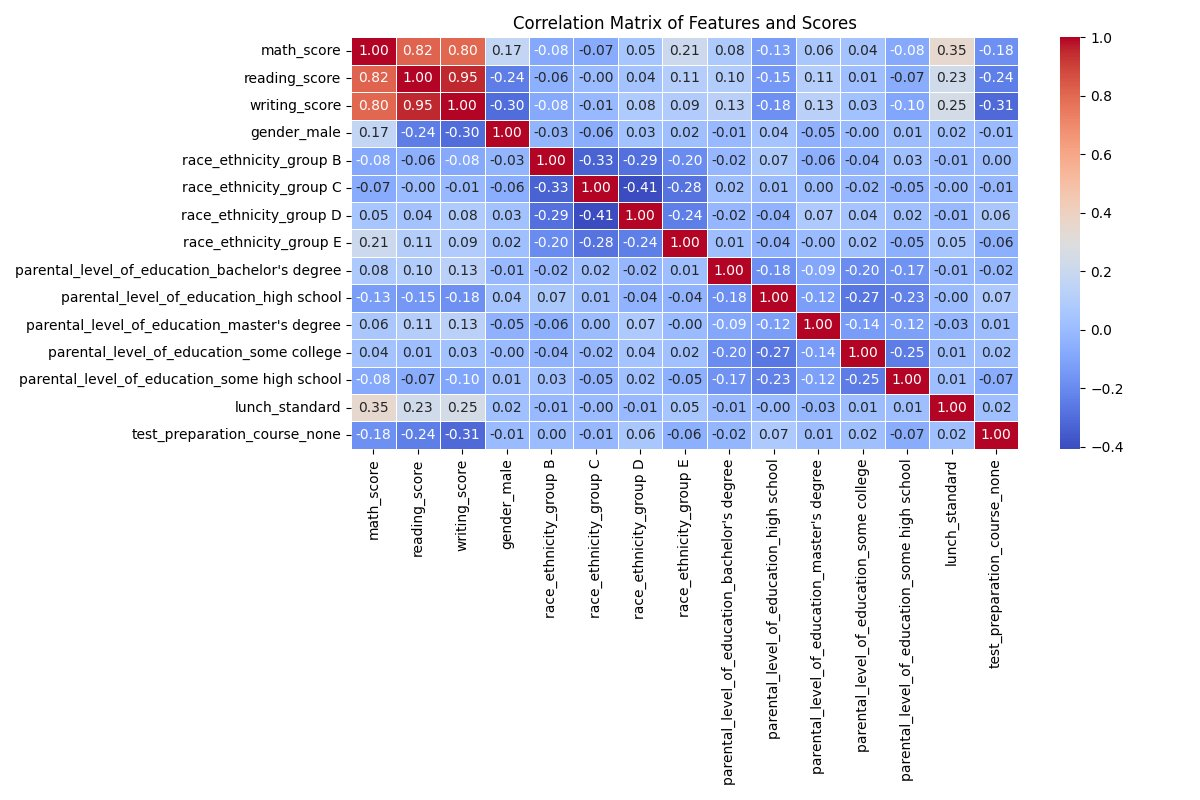 Correlation Matrix of Features and Scores
math_score 1.00 0.82 0.80 0.17 -0.08 -0.07 0.05 0.21 0.08 -0.13 0.06 0.04 -0.08 0.35 -0.18
reading_score 0.82 1.00 0.95 -0.24 -0.06 -0.00 0.04 0.11 0.10 -0.15 0.11 0.01 -0.07 0.23 -0.24
writing_score 0.80 0.95 1.00 -0.30 -0.08 -0.01 0.08 0.09 0.13 -0.18 0.13 0.03 -0.10 0.25 -0.31
gender_male 0.17 -0.24 -0.30 1.00 -0.03 -0.06 0.03 0.02 -0.01 0.04 -0.05 -0.00 0.01 0.02 -0.01
race_ethnicity_group B -0.08 -0.06 -0.08 -0.03 1.00 -0.33 -0.29 -0.20 -0.02 0.07 -0.06 -0.04 0.03 -0.01 0.00
race_ethnicity_group C -0.07 -0.00 -0.01 -0.06 -0.33 1.00 -0.41 -0.28 0.02 0.01 0.00 -0.02 -0.05 -0.00 -0.01
race_ethnicity_group D 0.05 0.04 0.08 0.03 -0.29 -0.41 1.00 -0.24 -0.02 -0.04 0.07 0.04 0.02 -0.01 0.06
race_ethnicity_group E 0.21 0.11 0.09 0.02 -0.20 -0.28 -0.24 1.00 0.01 -0.04 -0.00 0.02 -0.05 0.05 -0.06
parental_level_of_education_bachelor's degree 0.08 0.10 0.13 -0.01 -0.02 0.02 -0.02 0.01 1.00 -0.18 -0.09 -0.20 -0.17 -0.01 -0.02
parental_level_of_education_high school -0.13 -0.15 -0.18 0.04 0.07 0.01 -0.04 -0.04 -0.18 1.00 -0.12 -0.27 -0.23 -0.00 0.07
parental_level_of_education_master's degree 0.06 0.11 0.13 -0.05 -0.06 0.00 0.07 -0.00 -0.09 -0.12 1.00 -0.14 -0.12 -0.03 0.01
parental_level_of_education_some college 0.04 0.01 0.03 -0.00 -0.04 -0.02 0.04 0.02 -0.20 -0.27 -0.14 1.00 -0.25 0.01 0.02
parental_level_of_education_some high school -0.08 -0.07 -0.10 0.01 0.03 -0.05 0.02 -0.05 -0.17 -0.23 -0.12 -0.25 1.00 0.01 -0.07
lunch_standard 0.35 0.23 0.25 0.02 -0.01 -0.00 -0.01 0.05 -0.01 -0.00 -0.03 0.01 0.01 1.00 0.02
test_preparation_course_none -0.18 -0.24 -0.31 -0.01 0.00 -0.01 0.06 -0.06 -0.02 0.07 0.01 0.02 -0.07 0.02 1.00
math_score
reading_score
writing_score
gender_male
race_ethnicity_group B
race_ethnicity_group C
race_ethnicity_group D
race_ethnicity_group E
parental_level_of_education_bachelor's degree
parental_level_of_education_high school
parental_level_of_education_master's degree
parental_level_of_education_some college
parental_level_of_education_some high school
lunch_standard
test_preparation_course_none
1.0
0.8
0.6
0.4
0.2
0.0
−0.2
−0.4